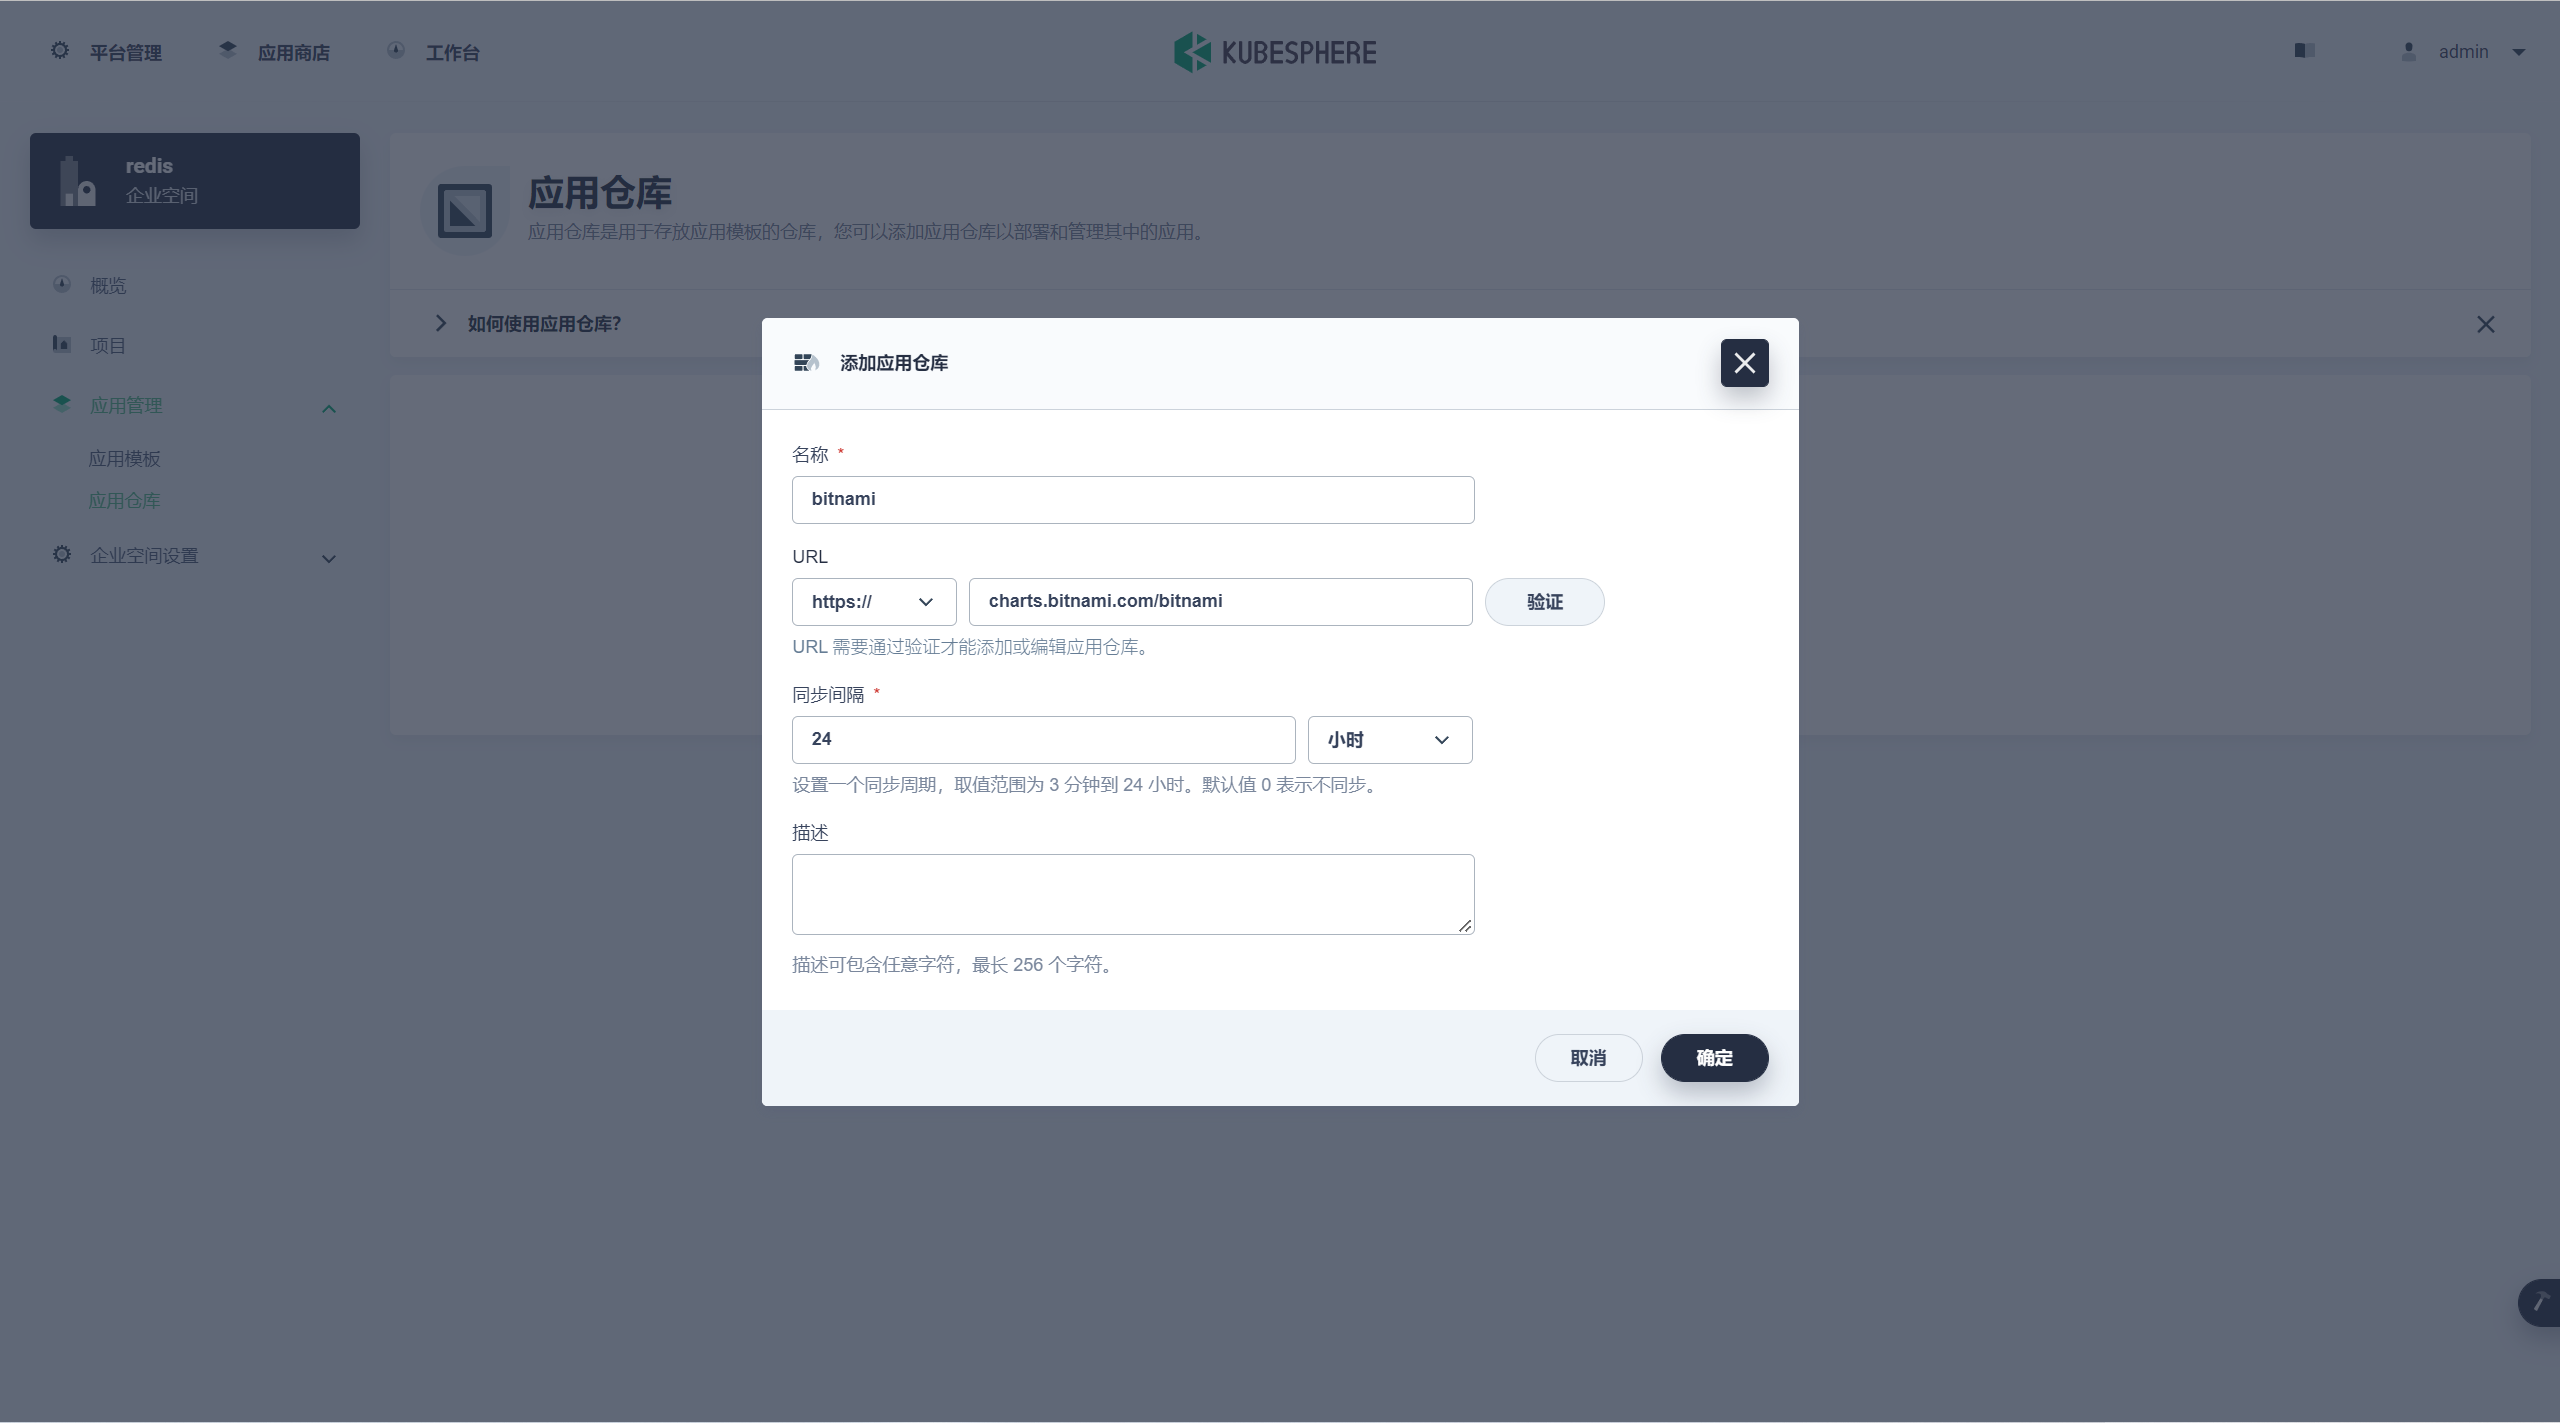 平台管理
应用商店
工作台
KUBESPHERE
admin
redis
企业空间
概览
项目
应用管理
应用模板
应用仓库
企业空间设置
应用仓库
应用仓库是用于存放应用模板的仓库，您可以添加应用仓库以部署和管理其中的应用。
如何使用应用仓库？
添加应用仓库
名称 *
bitnami
URL
https://
charts.bitnami.com/bitnami
验证
URL 需要通过验证才能添加或编辑应用仓库。
同步间隔 *
24
小时
设置一个同步周期，取值范围为 3 分钟到 24 小时。默认值 0 表示不同步。
描述
描述可包含任意字符，最长 256 个字符。
取消
确定